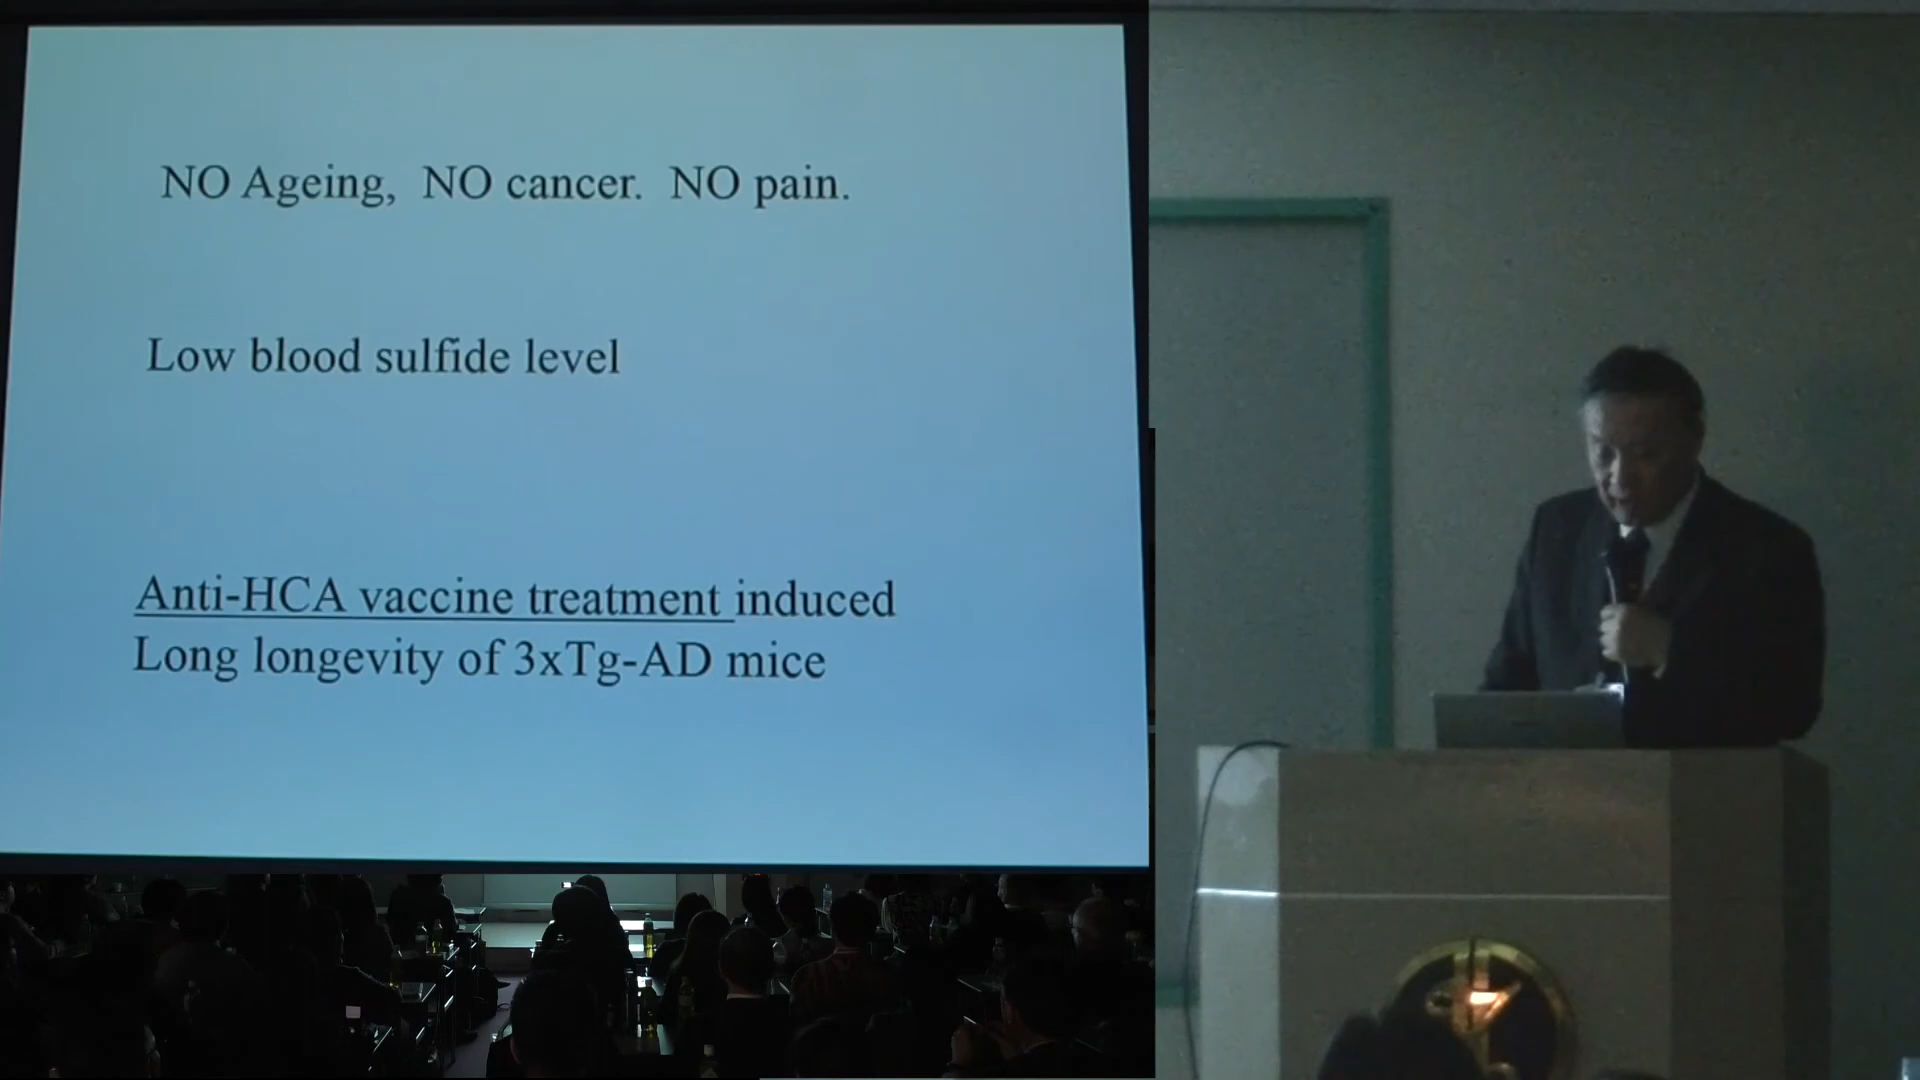 NO Ageing, NO cancer. NO pain.
Low blood sulfide level
Anti-HCA vaccine treatment induced
Long longevity of 3xTg-AD mice